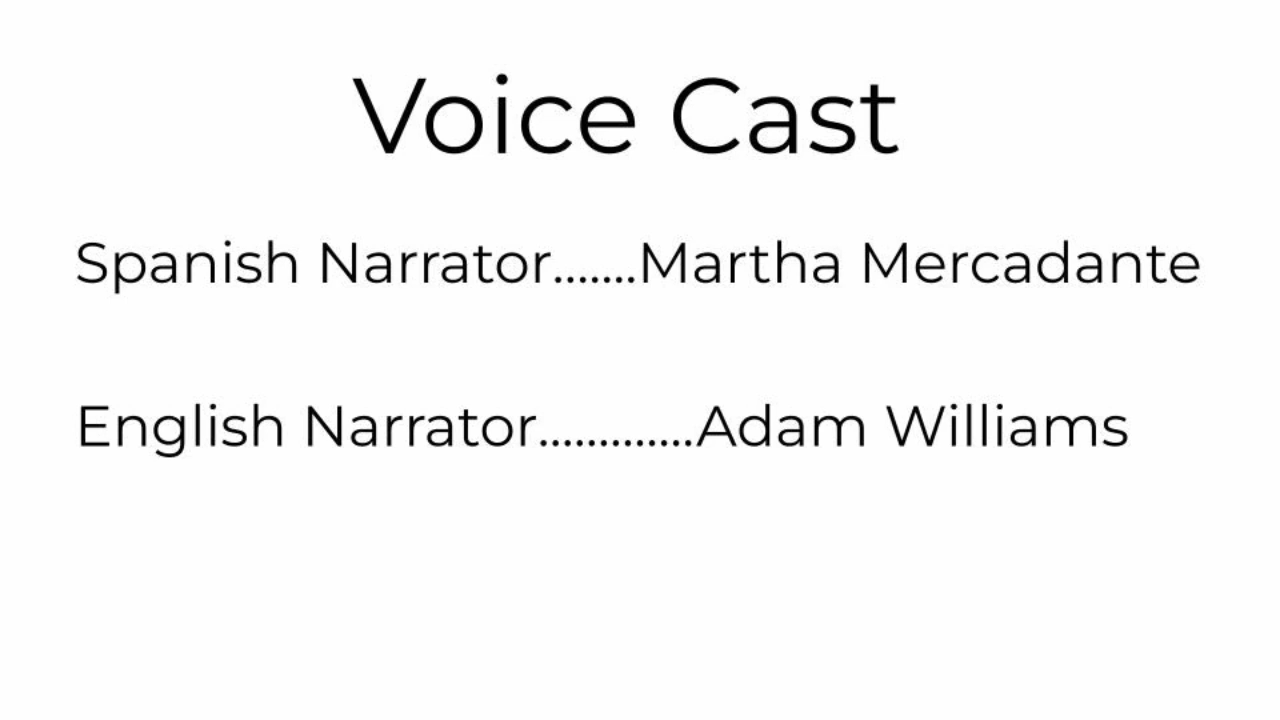 Voice Cast
Spanish Narrator.......Martha Mercadante
English Narrator.............Adam Williams